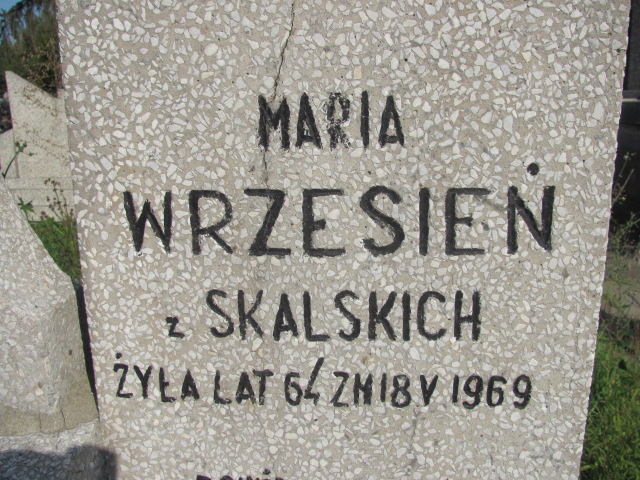 MARIA
WRZESIEŃ
z SKALSKICH
ŻYŁA LAT 64 ZM 18 V 1969